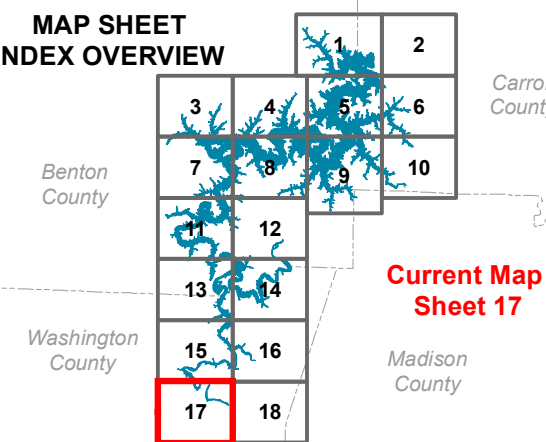 MAP SHEET
NDEX OVERVIEW
1 2
Carro
County
3 4 5 6
Benton
County
7 8 9 10
11 12
Current Map
Sheet 17
13 14
Washington
County
15 16
Madison
County
17 18